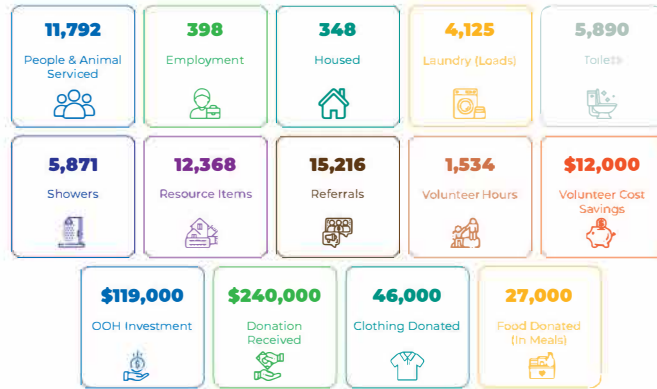 11,792
People & Animal
Serviced
398
Employment
348
Housed
4,125
Laundry (Loads)
5,890
5,871
Showers
12,368
Resource Items
15,216
Referrals
1,534
Volunteer Hours
$12,000
Volunteer Cost
Savings
$119,000
OOH Investment
$240,000
Donation
Received
46,000
Clothing Donated
27,000
Food Donated
(In Meals)